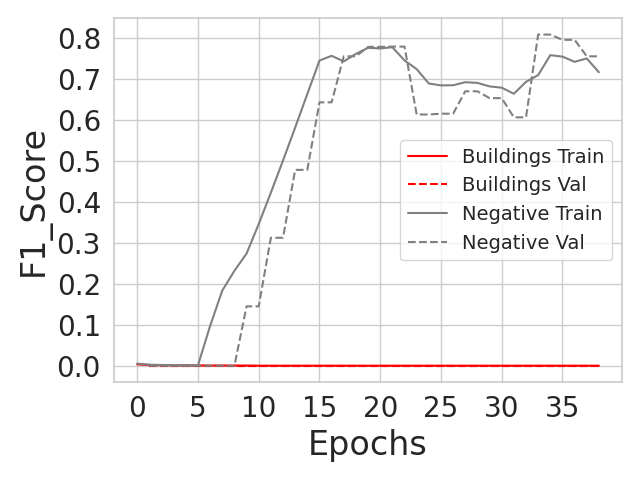 0.8
0.7
0.6
0.5
0.4
0.3
0.2
0.1
0.0
F1_Score
Buildings Train
Buildings Val
Negative Train
Negative Val
0 5 10 15 20 25 30 35
Epochs